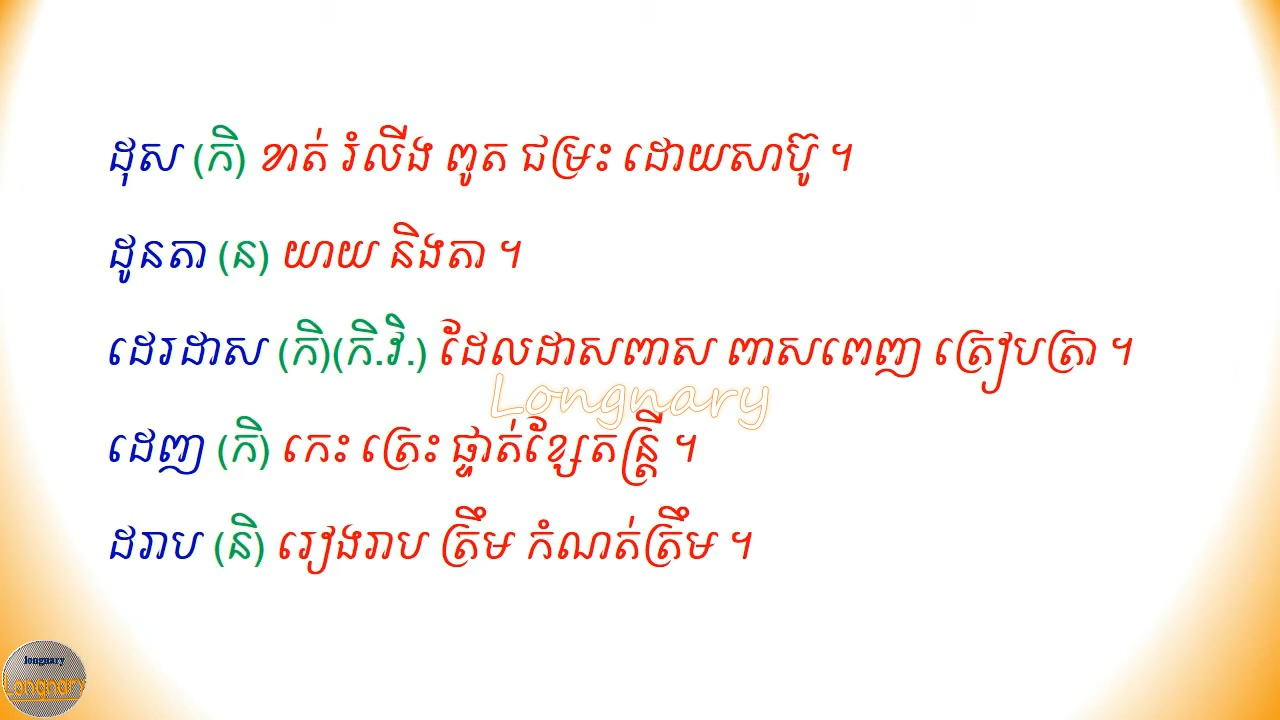 ដុស (កិ) ខាត់ រំលីង ពូត ជម្រះ ដោយសាប៊ូ ។
ដូនតា (ន) យាយ និងតា ។
ដេរដាស (កិ)(កិ.វិ.) ដែលដាសពាស ពាសពេញ ត្រៀបត្រា ។
Longnary
ដេញ (កិ) កេះ ត្រេះ ផ្ទាត់ខ្សែតន្ត្រី ។
ដរាប (និ) រៀងរាប ត្រឹម កំណត់ត្រឹម ។
longnary
Longnary